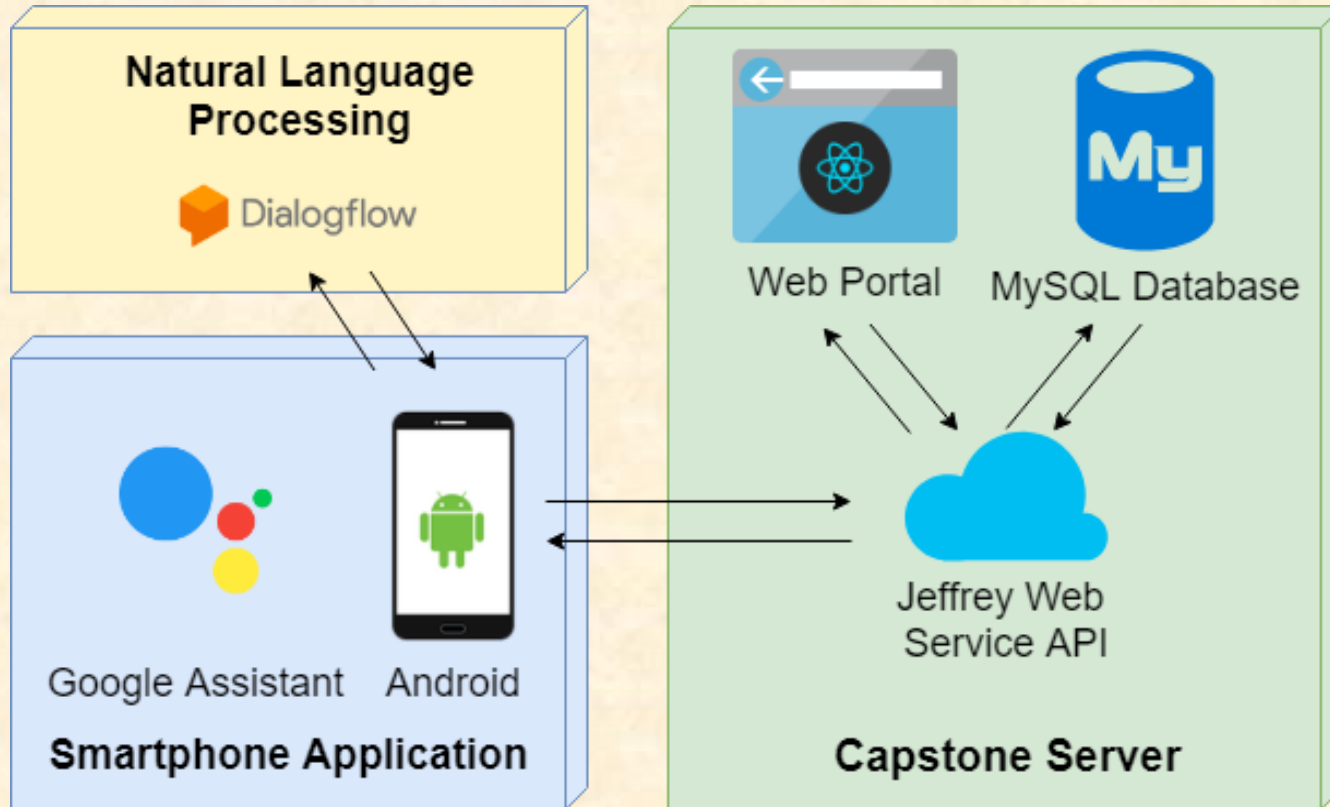 Natural Language
Processing
Dialogflow
Google Assistant
Android
Smartphone Application
My
Web Portal
MySQL Database
Jeffrey Web
Service API
Capstone Server